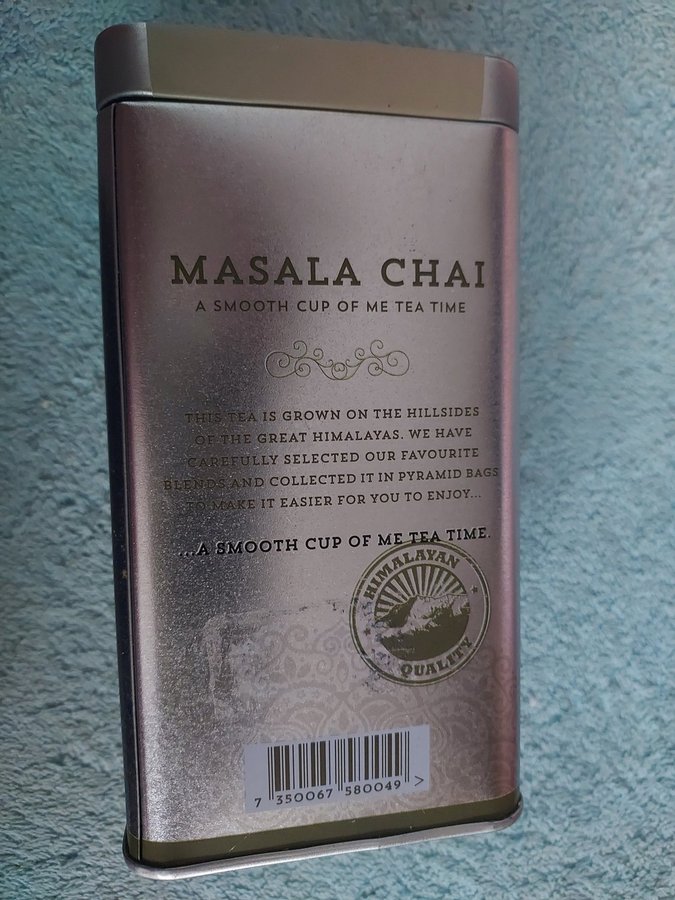 MASALA CHAI
A SMOOTH CUP OF ME TEA TIME
THIS TEA IS GROWN ON THE HILLSIDES
OF THE GREAT HIMALAYAS. WE HAVE
CAREFULLY SELECTED OUR FAVOURITE
BLENDS AND COLLECTED IT IN PYRAMID BAGS
TO MAKE IT EASIER FOR YOU TO ENJOY...
...A SMOOTH CUP OF ME TEA TIME.
HIMALAYAN
QUALITY
7 350067 580049 >